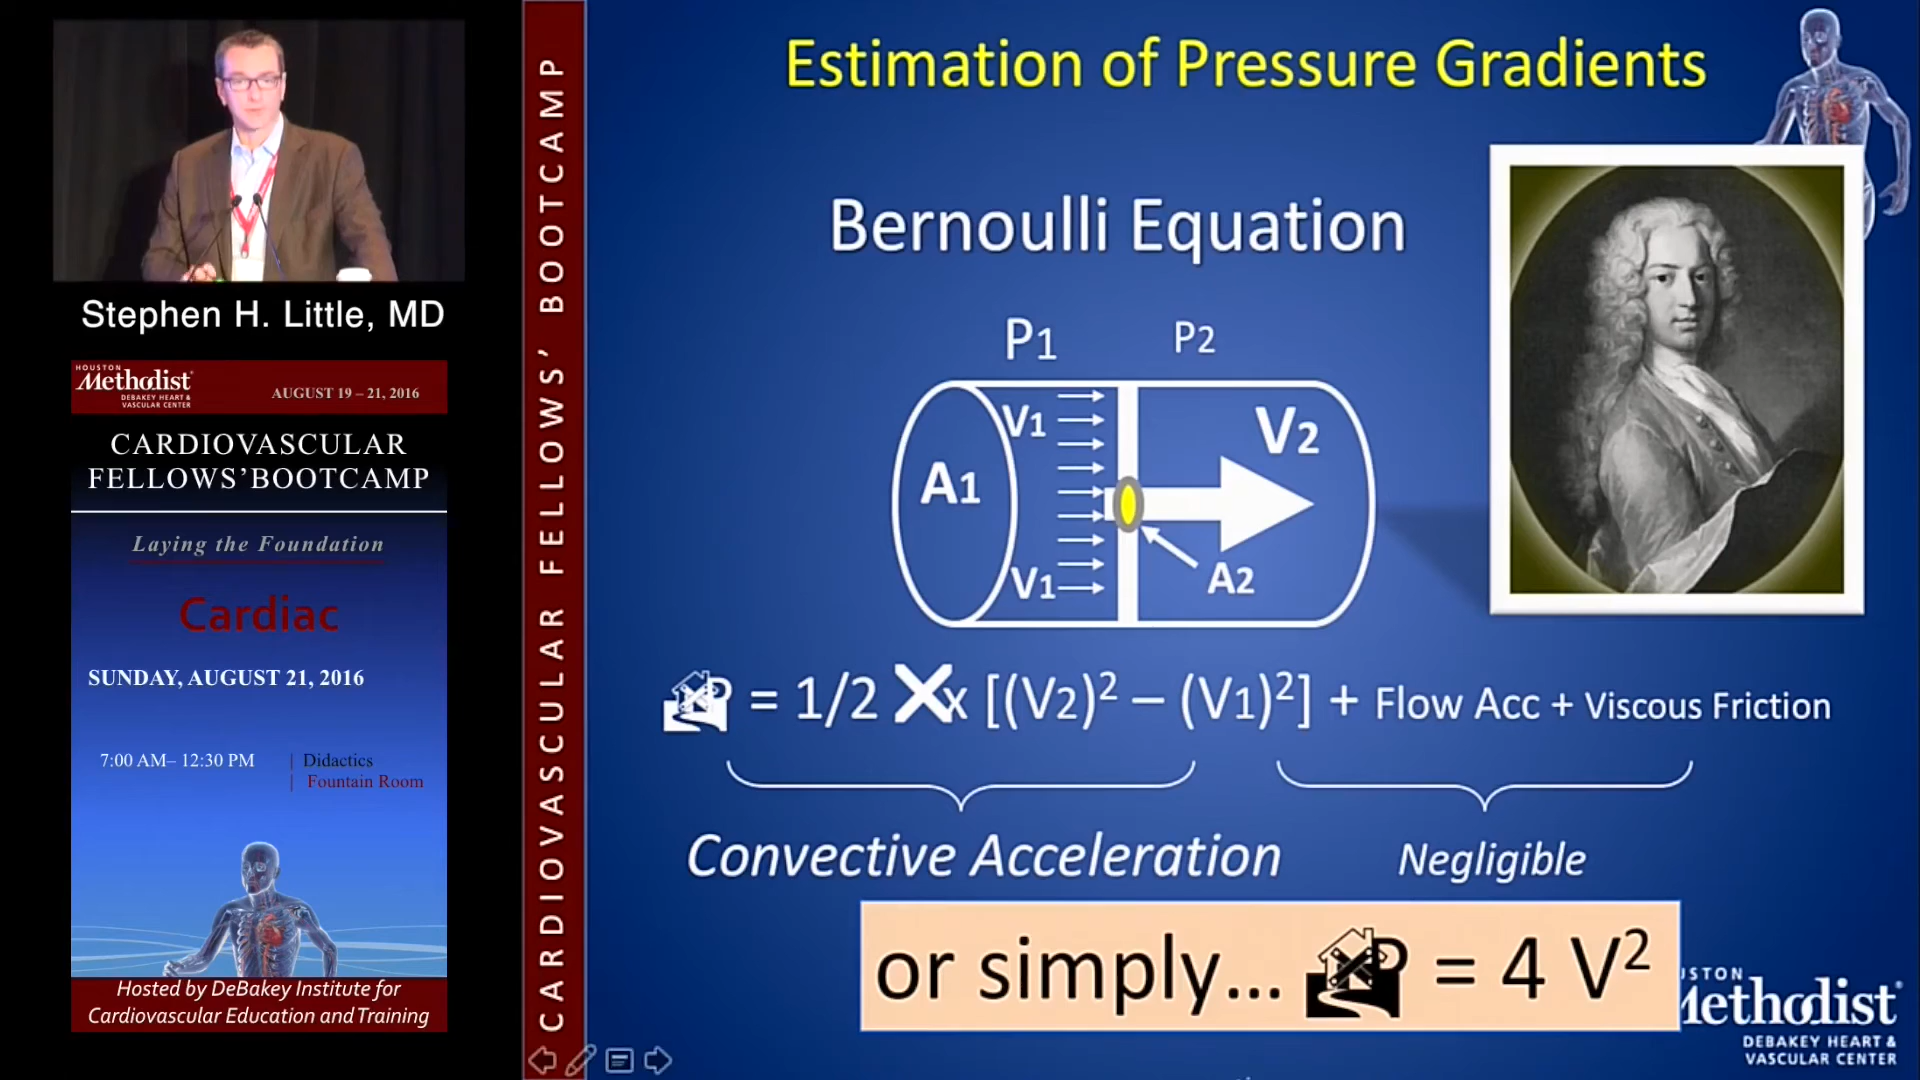 Stephen H. Little, MD
HOUSTON
Methodist
DEBAKEY HEART &
VASCULAR CENTER
AUGUST 19 – 21, 2016
CARDIOVASCULAR
FELLOWS’BOOTCAMP
Laying the Foundation
Cardiac
SUNDAY, AUGUST 21, 2016
7:00 AM– 12:30 PM | Didactics
| Fountain Room
Hosted by DeBakey Institute for
Cardiovascular Education and Training
CARDIOVASCULAR FELLOWS’ BOOTCAMP
Estimation of Pressure Gradients
Bernoulli Equation
P1 P2
V1 V2
A1
V1 A2
P = 1/2 x [(V2)² – (V1)²] + Flow Acc + Viscous Friction
Convective Acceleration Negligible
or simply... P = 4 V²
USTON
Methodist
DEBAKEY HEART &
VASCULAR CENTER